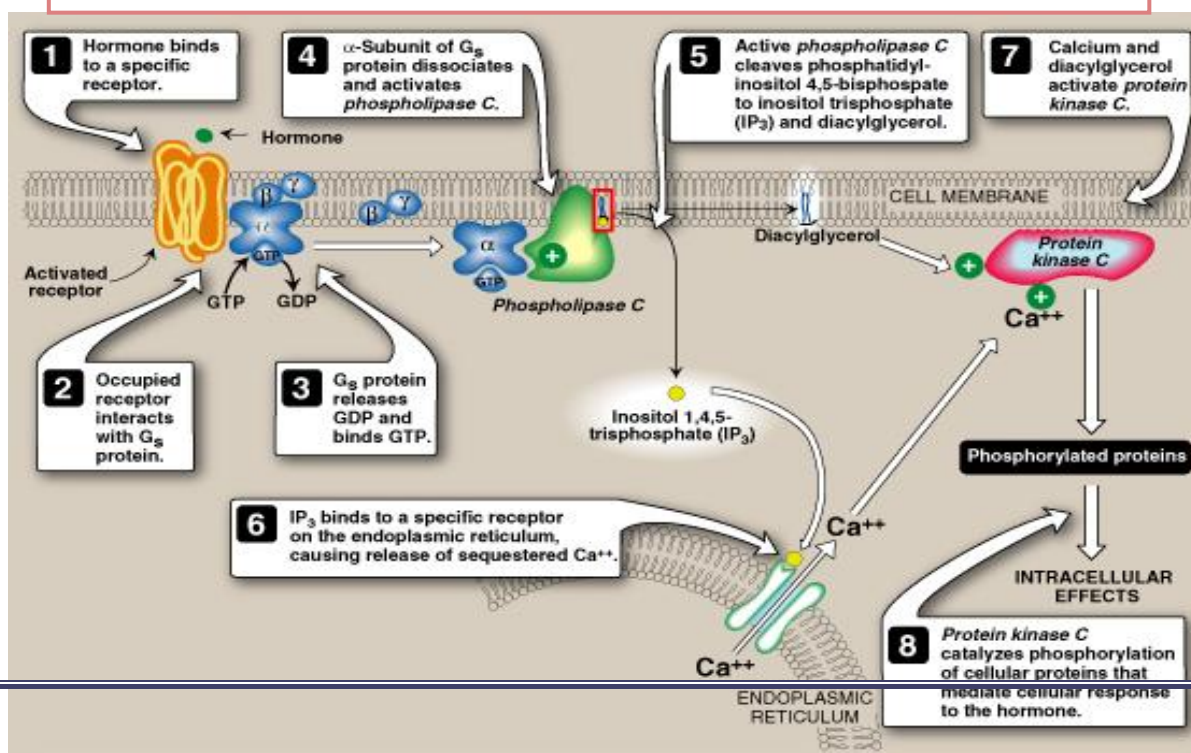 1
Hormone binds
to a specific
receptor.
4
α-Subunit of Gs
protein dissociates
and activates
phospholipase C.
5
Active phospholipase C
cleaves phosphatidyl-
inositol 4,5-bisphospate
to inositol trisphosphate
(IP3) and diacylglycerol.
7
Calcium and
diacylglycerol
activate protein
kinase C.
Hormone
CELL MEMBRANE
β γ
α
GTP
β γ
α
GTP
+
Activated
receptor
GTP
GDP
Phospholipase C
Diacylglycerol
Protein
kinase C
+
+
Ca++
2
Occupied
receptor
interacts
with Gs
protein.
3
Gs protein
releases
GDP and
binds GTP.
Inositol 1,4,5-
trisphosphate (IP3)
Phosphorylated proteins
6
IP3 binds to a specific receptor
on the endoplasmic reticulum,
causing release of sequestered Ca++.
Ca++
INTRACELLULAR
EFFECTS
Ca++
ENDOPLASMIC
RETICULUM
8
Protein kinase C
catalyzes phosphorylation
of cellular proteins that
mediate cellular response
to the hormone.